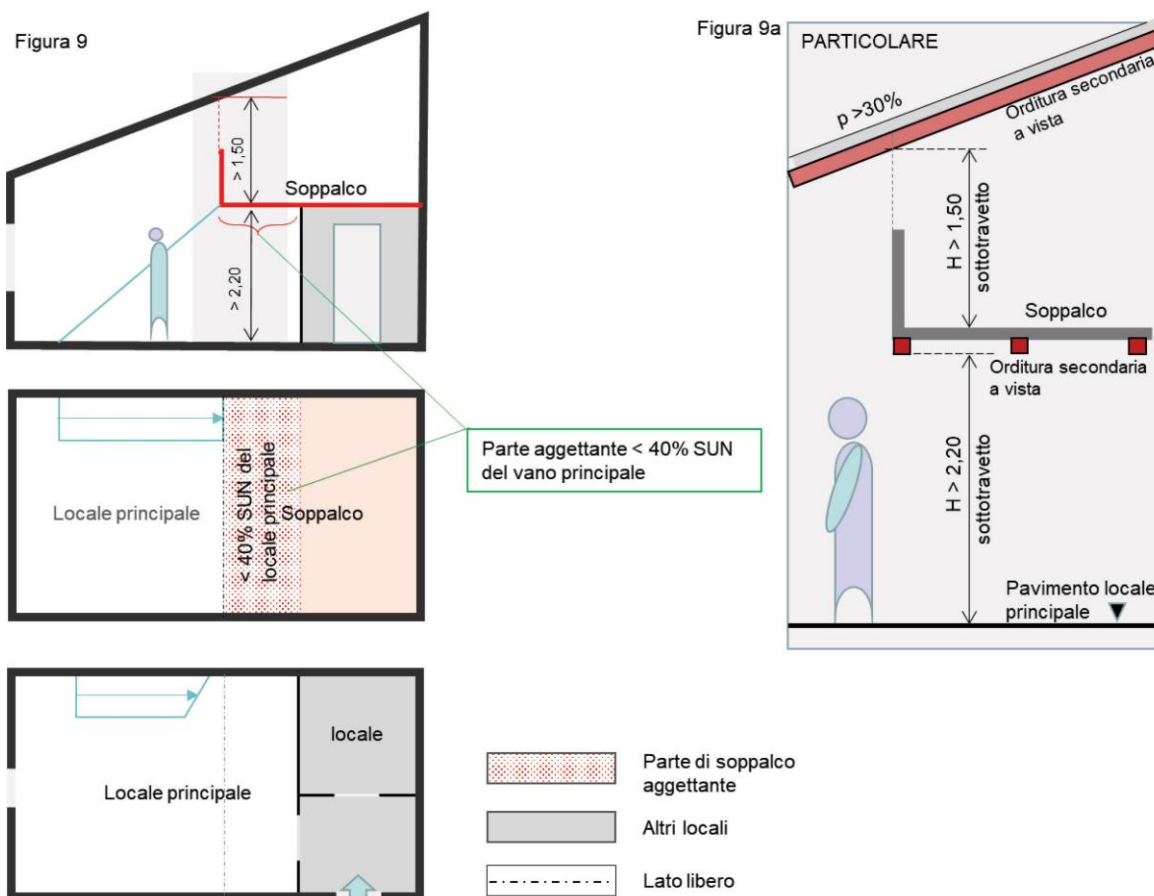 Figura 9
> 1,50
Soppalco
> 2,20
Parte aggettante < 40% SUN
del vano principale
Locale principale
< 40% SUN del
locale principale
Soppalco
locale
Locale principale
Parte di soppalco
aggettante
Altri locali
Lato libero
Figura 9a
PARTICOLARE
p >30%
Orditura secondaria
a vista
H > 1,50
sottotravetto
Soppalco
Orditura secondaria
a vista
H > 2,20
sottotravetto
Pavimento locale
principale